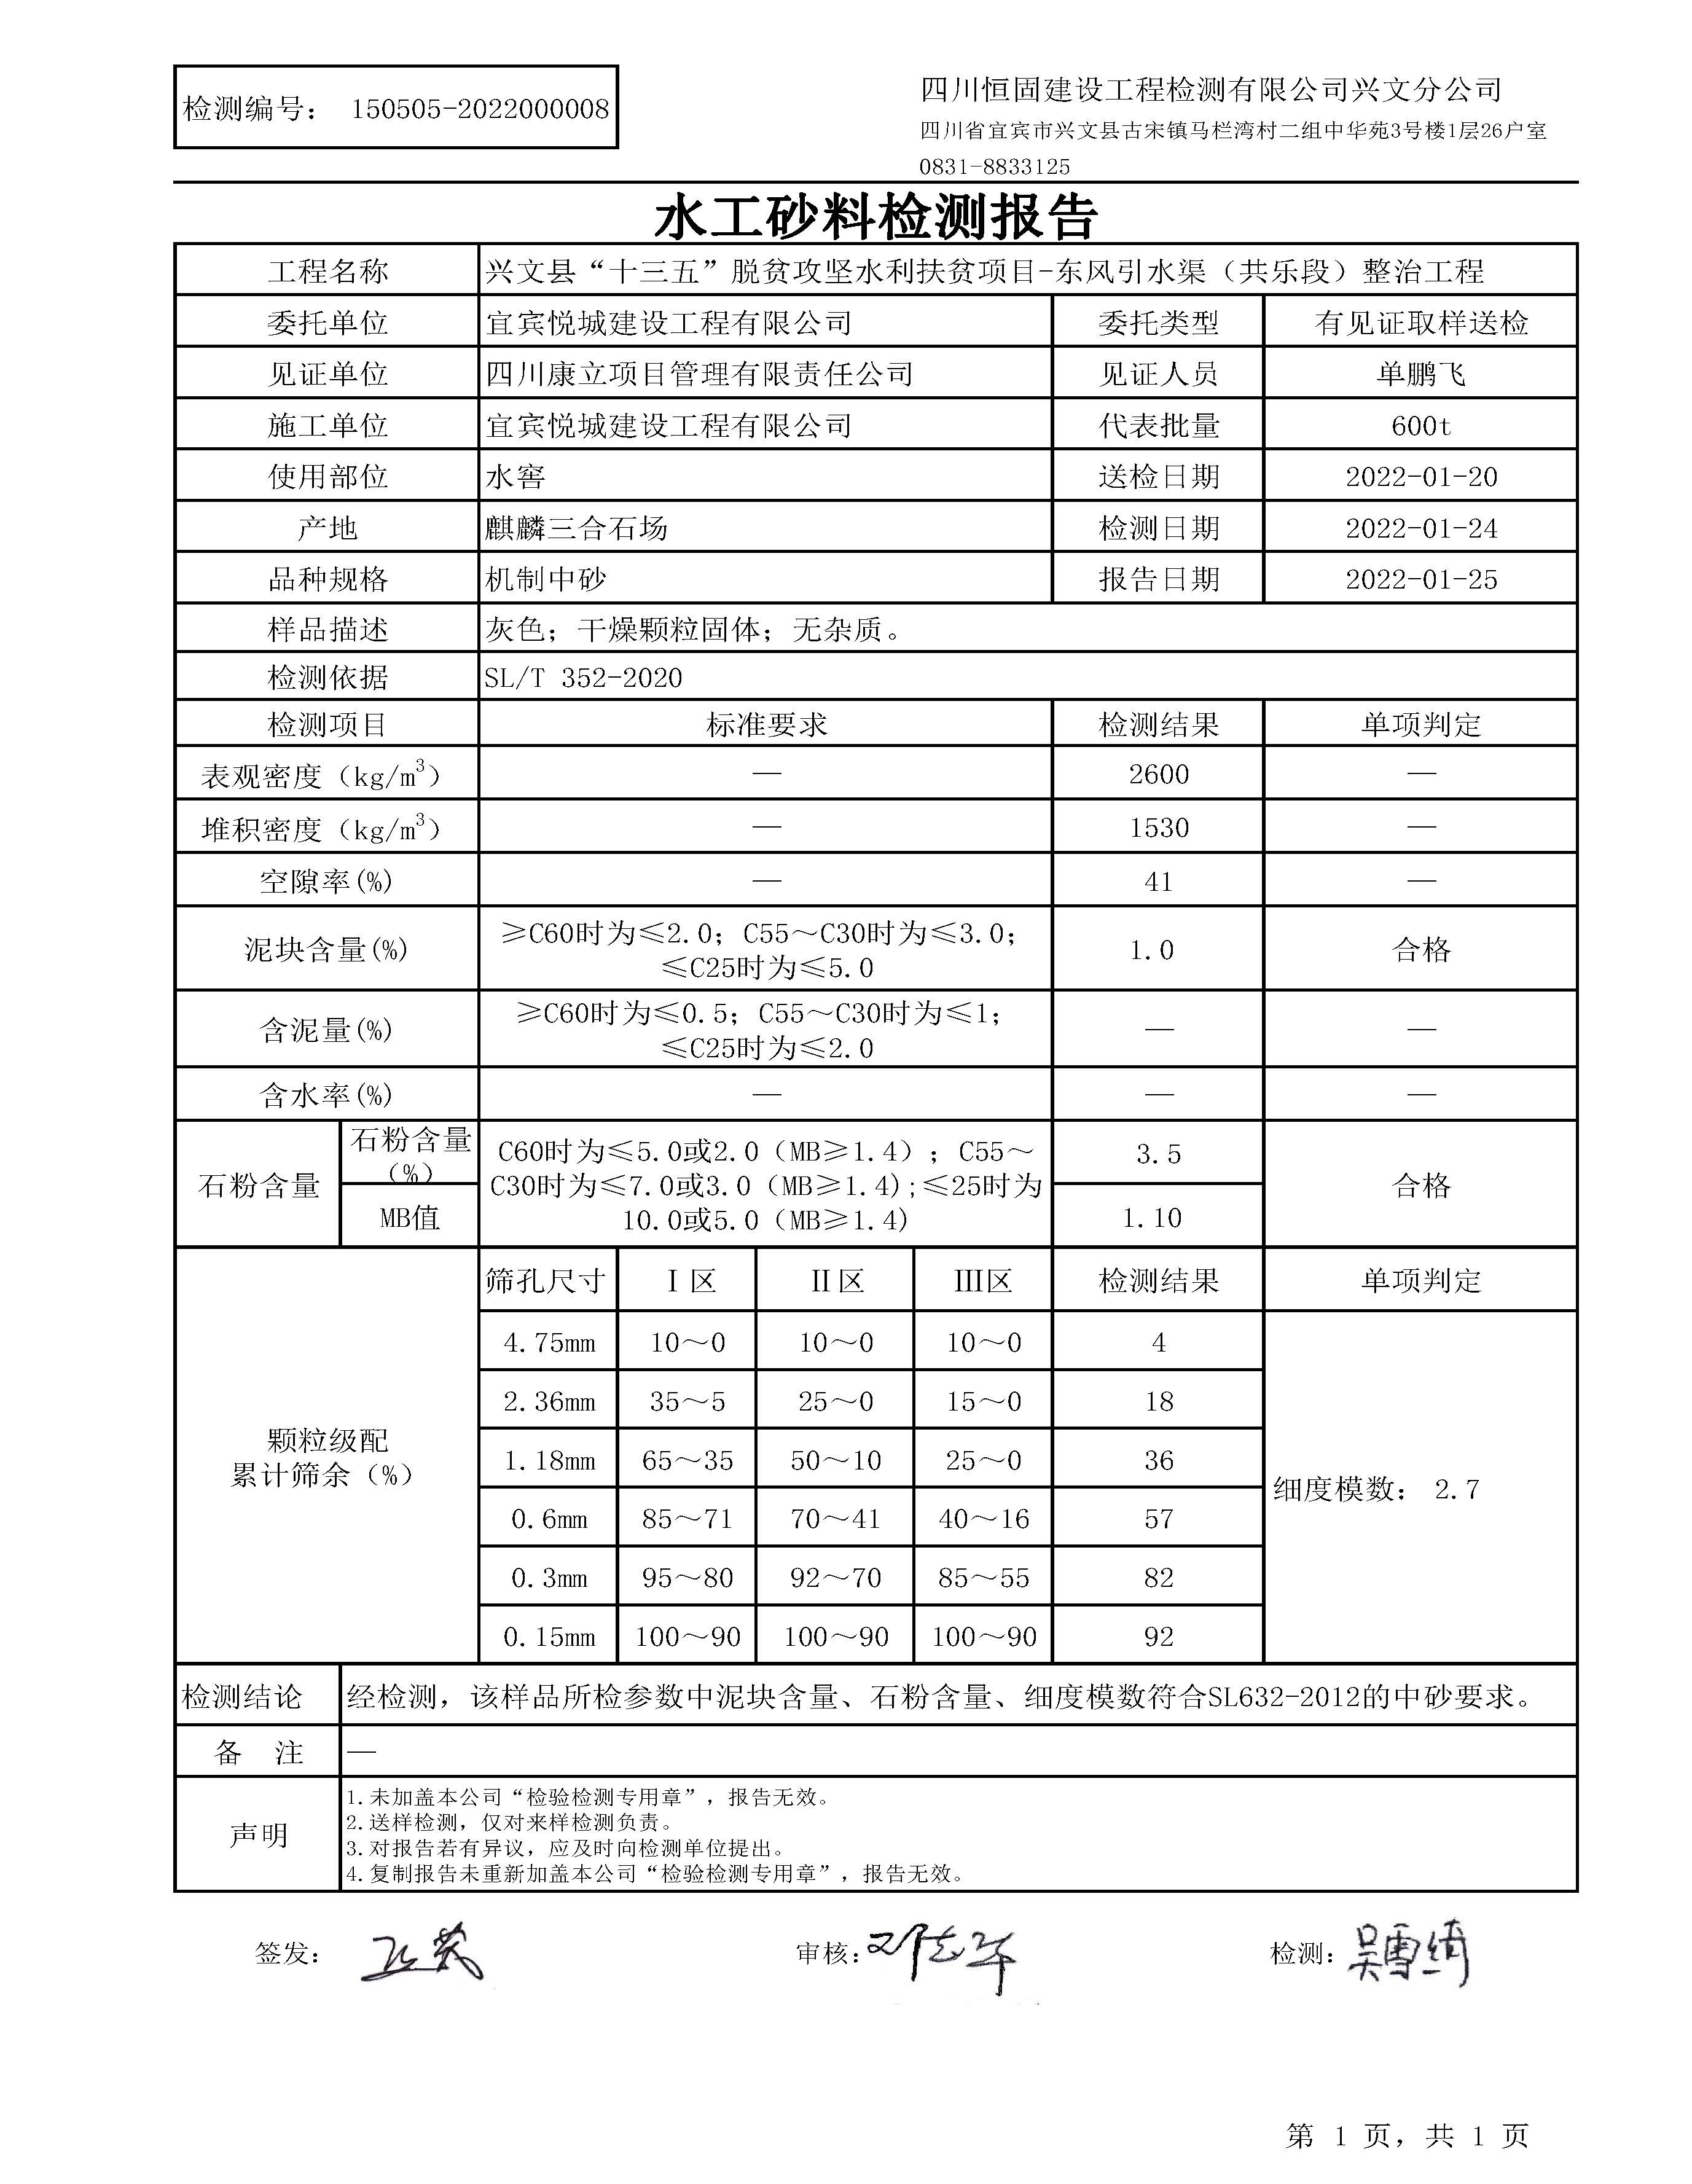 检测编号： 150505-2022000008
四川恒固建设工程检测有限公司兴文分公司
四川省宜宾市兴文县古宋镇马栏湾村二组中华苑3号楼1层26户室
0831-8833125
水工砂料检测报告
工程名称 兴文县“十三五”脱贫攻坚水利扶贫项目-东风引水渠（共乐段）整治工程
委托单位 宜宾悦城建设工程有限公司 委托类型 有见证取样送检
见证单位 四川康立项目管理有限责任公司 见证人员 单鹏飞
施工单位 宜宾悦城建设工程有限公司 代表批量 600t
使用部位 水窖 送检日期 2022-01-20
产地 麒麟三合石场 检测日期 2022-01-24
品种规格 机制中砂 报告日期 2022-01-25
样品描述 灰色；干燥颗粒固体；无杂质。
检测依据 SL/T 352-2020
检测项目 标准要求 检测结果 单项判定
表观密度（kg/m³） — 2600 —
堆积密度（kg/m³） — 1530 —
空隙率(%) — 41 —
泥块含量(%) ≥C60时为≤2.0；C55～C30时为≤3.0；
≤C25时为≤5.0 1.0 合格
含泥量(%) ≥C60时为≤0.5；C55～C30时为≤1；
≤C25时为≤2.0 — —
含水率(%) — — —
石粉含量 石粉含量
（%） C60时为≤5.0或2.0（MB≥1.4）；C55～
C30时为≤7.0或3.0（MB≥1.4);≤25时为
10.0或5.0（MB≥1.4) 3.5 合格
MB值 1.10
颗粒级配
累计筛余（%）
筛孔尺寸 Ⅰ区 Ⅱ区 Ⅲ区 检测结果 单项判定
4.75mm 10～0 10～0 10～0 4
2.36mm 35～5 25～0 15～0 18
1.18mm 65～35 50～10 25～0 36
细度模数： 2.7
0.6mm 85～71 70～41 40～16 57
0.3mm 95～80 92～70 85～55 82
0.15mm 100～90 100～90 100～90 92
检测结论 经检测，该样品所检参数中泥块含量、石粉含量、细度模数符合SL632-2012的中砂要求。
备 注 —
声明
1.未加盖本公司“检验检测专用章”，报告无效。
2.送样检测，仅对来样检测负责。
3.对报告若有异议，应及时向检测单位提出。
4.复制报告未重新加盖本公司“检验检测专用章”，报告无效。
签发： 审核： 检测：吴雪绮
第 1 页，共 1 页